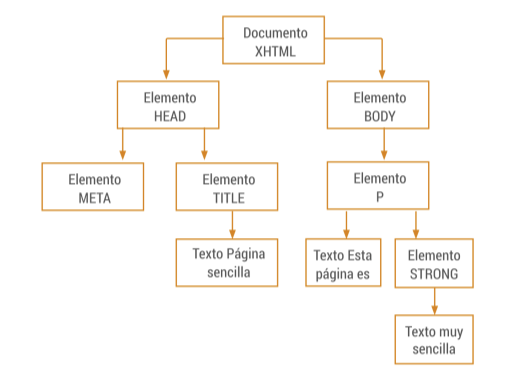 Documento
XHTML
Elemento
HEAD
Elemento
BODY
Elemento
META
Elemento
TITLE
Elemento
P
Texto Página
sencilla
Texto Esta
página es
Elemento
STRONG
Texto muy
sencilla